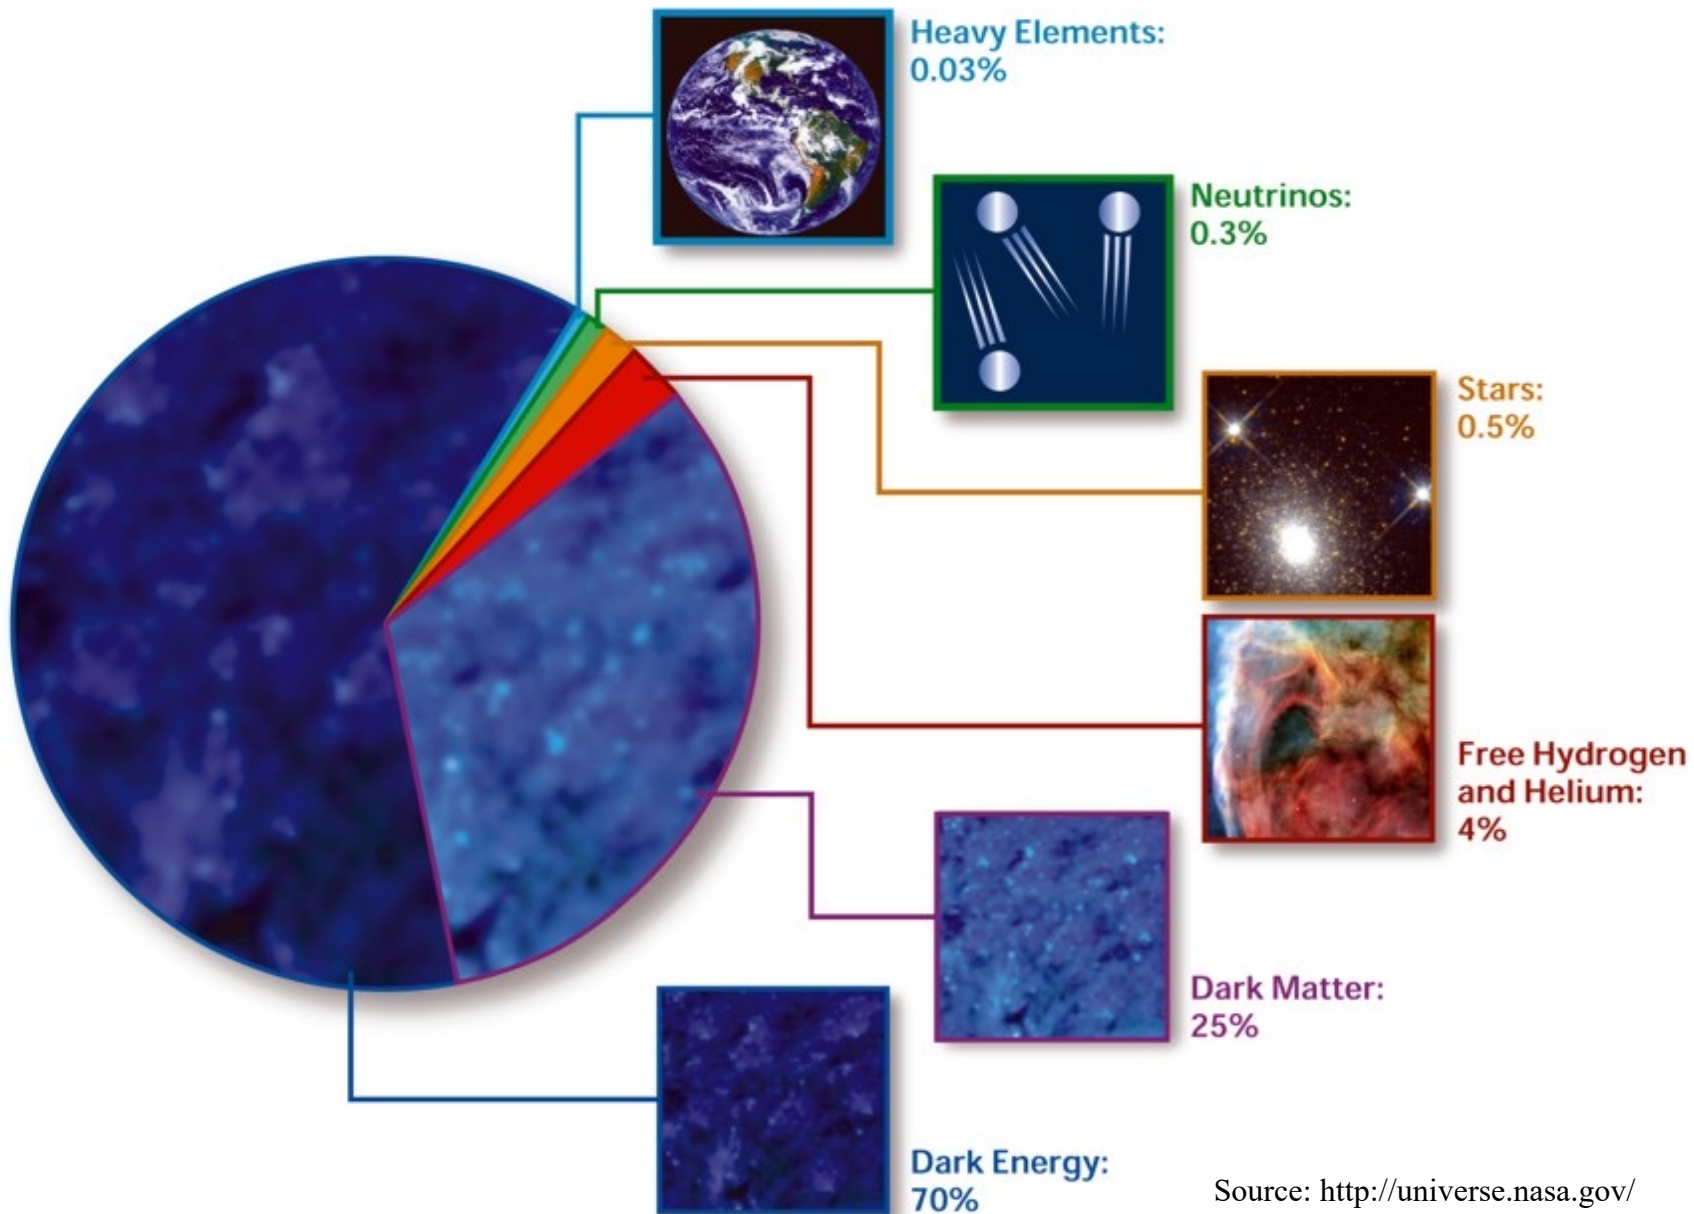 Heavy Elements:
0.03%
Neutrinos:
0.3%
Stars:
0.5%
Free Hydrogen
and Helium:
4%
Dark Matter:
25%
Dark Energy:
70%
Source: http://universe.nasa.gov/